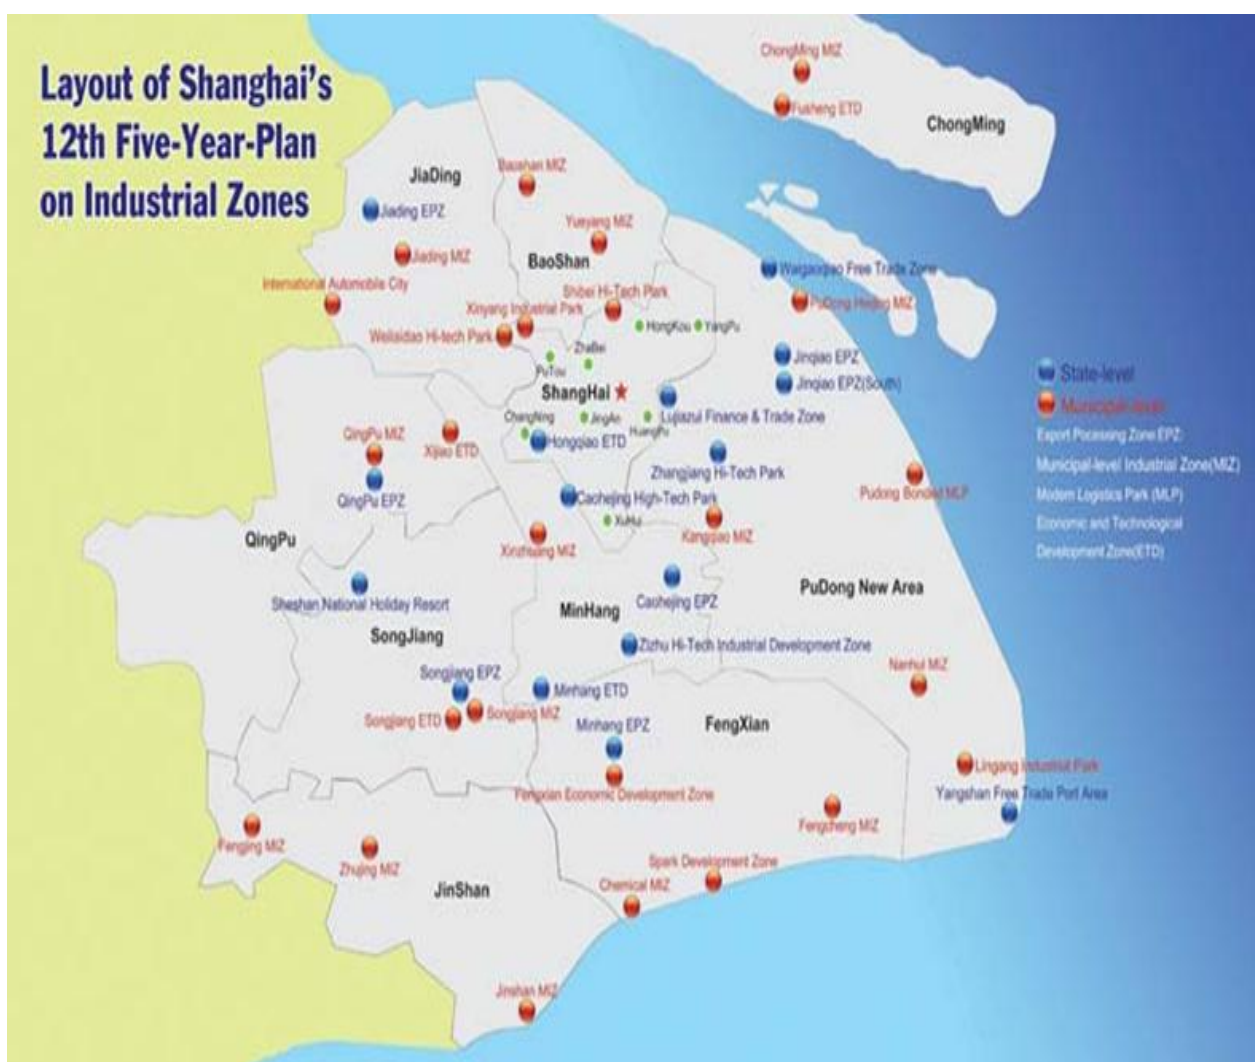 Layout of Shanghai's
12th Five-Year-Plan
on Industrial Zones
ChongMing MIZ
Fusheng ETD
ChongMing
JiaDing
Baoshan MIZ
Jiading EPZ
Yueyang MIZ
Jiading MIZ
BaoShan
Waigaoqiao Free Trade Zone
International Automobile City
Shibei Hi-Tech Park
PuDong Heqing MIZ
Xinyang Industrial Park
HongKou
YangPu
Weilaidao Hi-tech Park
ZhaBei
Jinqiao EPZ
PuTou
Jinqiao EPZ(South)
ShangHai
ChangNing
JingAn
HuangPu
Lujiazui Finance & Trade Zone
QingPu MIZ
Xijiao ETD
Hongqiao ETD
Zhangjiang Hi-Tech Park
QingPu EPZ
Caohejing High-Tech Park
Pudong Bonded MLP
XuHui
Kangqiao MIZ
QingPu
Xinzhuang MIZ
Sheshan National Holiday Resort
Caohejing EPZ
PuDong New Area
MinHang
SongJiang
Zizhu Hi-Tech Industrial Development Zone
Nanhui MIZ
Songjiang EPZ
Minhang ETD
Songjiang ETD
Songjiang MIZ
Minhang EPZ
FengXian
Lingang Industrial Park
Fengxian Economic Development Zone
Yangshan Free Trade Port Area
Fengcheng MIZ
Fengjing MIZ
Zhujing MIZ
Spark Development Zone
JinShan
Chemical MIZ
Jinshan MIZ
State-level
Municipal-level
Export Pocessing Zone:EPZ:
Municipal-level Industrial Zone(MIZ)
Modern Logistics Park (MLP)
Economic and Technological
Development Zone(ETD)